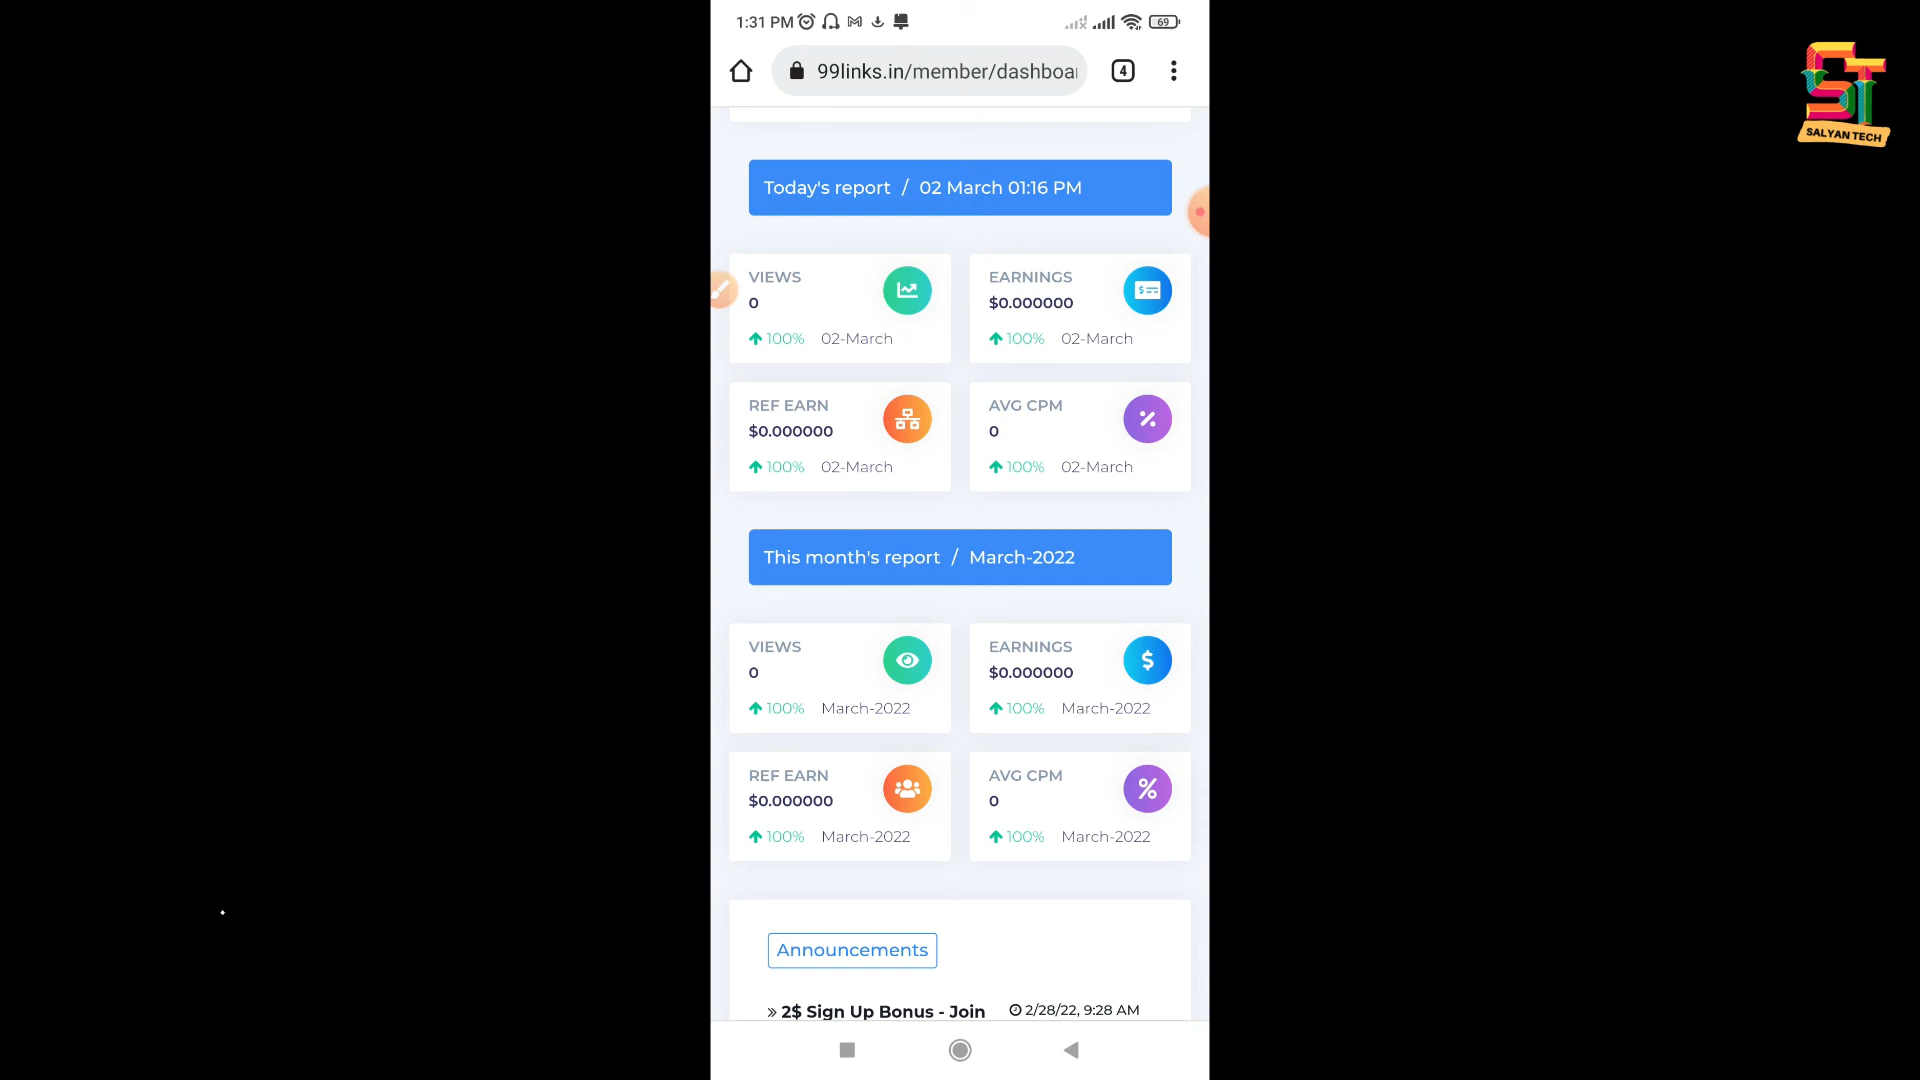 1:31 PM
69
99links.in/member/dashboa
4
ST
SALYAN TECH
Today's report / 02 March 01:16 PM
VIEWS
0
100% 02-March
EARNINGS
$0.000000
100% 02-March
REF EARN
$0.000000
100% 02-March
AVG CPM
0
100% 02-March
This month's report / March-2022
VIEWS
0
100% March-2022
EARNINGS
$0.000000
100% March-2022
REF EARN
$0.000000
100% March-2022
AVG CPM
0
100% March-2022
Announcements
» 2$ Sign Up Bonus - Join
2/28/22, 9:28 AM